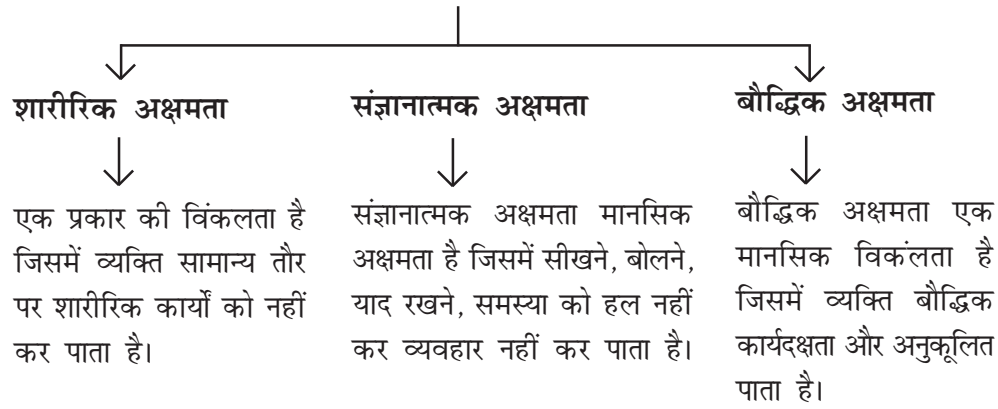 शारीरिक अक्षमता
एक प्रकार की विंकलता है
जिसमें व्यक्ति सामान्य तौर
पर शारीरिक कार्यों को नहीं
कर पाता है।
संज्ञानात्मक अक्षमता
संज्ञानात्मक अक्षमता मानसिक
अक्षमता है जिसमें सीखने, बोलने,
याद रखने, समस्या को हल नहीं
कर व्यवहार नहीं कर पाता है।
बौद्धिक अक्षमता
बौद्धिक अक्षमता एक
मानसिक विकंलता है
जिसमें व्यक्ति बौद्धिक
कार्यदक्षता और अनुकूलित
पाता है।